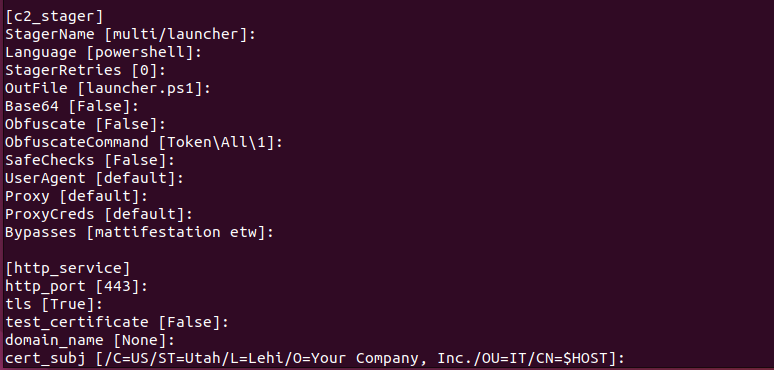 [c2_stager]
StagerName [multi/launcher]:
Language [powershell]:
StagerRetries [0]:
OutFile [launcher.ps1]:
Base64 [False]:
Obfuscate [False]:
ObfuscateCommand [Token\All\1]:
SafeChecks [False]:
UserAgent [default]:
Proxy [default]:
ProxyCreds [default]:
Bypasses [mattifestation etw]:
[http_service]
http_port [443]:
tls [True]:
test_certificate [False]:
domain_name [None]:
cert_subj [/C=US/ST=Utah/L=Lehi/O=Your Company, Inc./OU=IT/CN=$HOST]: